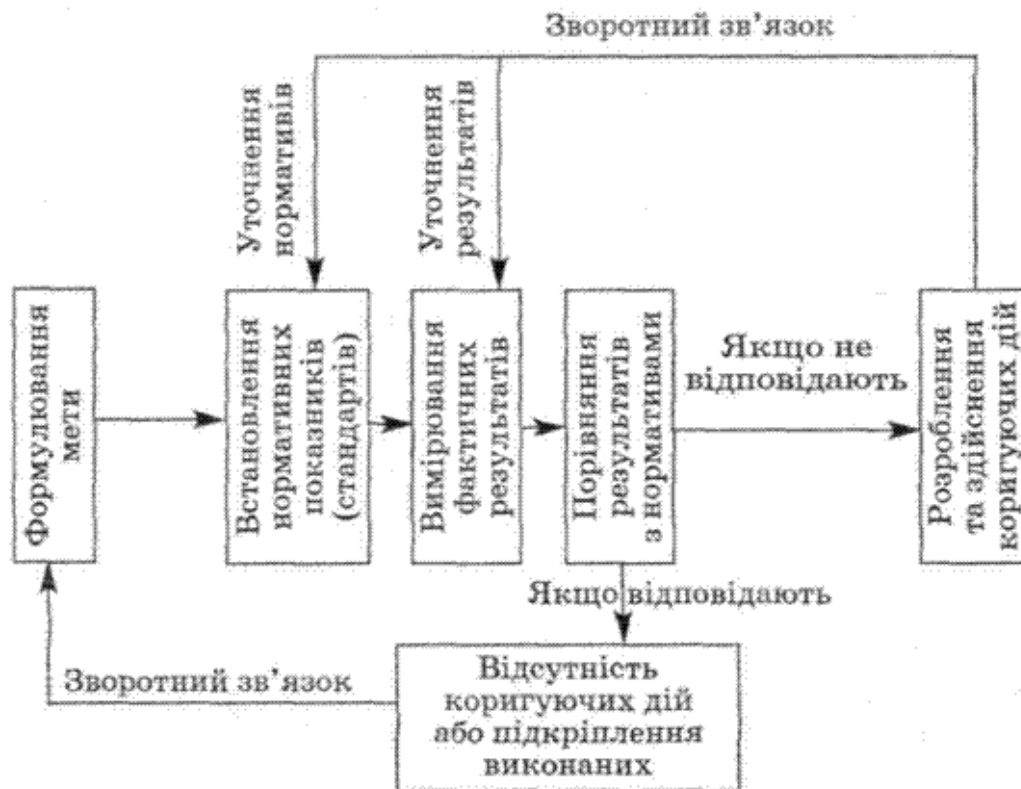 Зворотний зв’язок
Уточнення
нормативів
Уточнення
результатів
Формулювання
мети
Встановлення
нормативних
показників
(стандартів)
Вимірювання
фактичних
результатів
Порівняння
результатів
з нормативами
Якщо не
відповідають
Розроблення
та здійснення
коригуючих дій
Якщо відповідають
Зворотний зв’язок
Відсутність
коригуючих дій
або підкріплення
виконаних